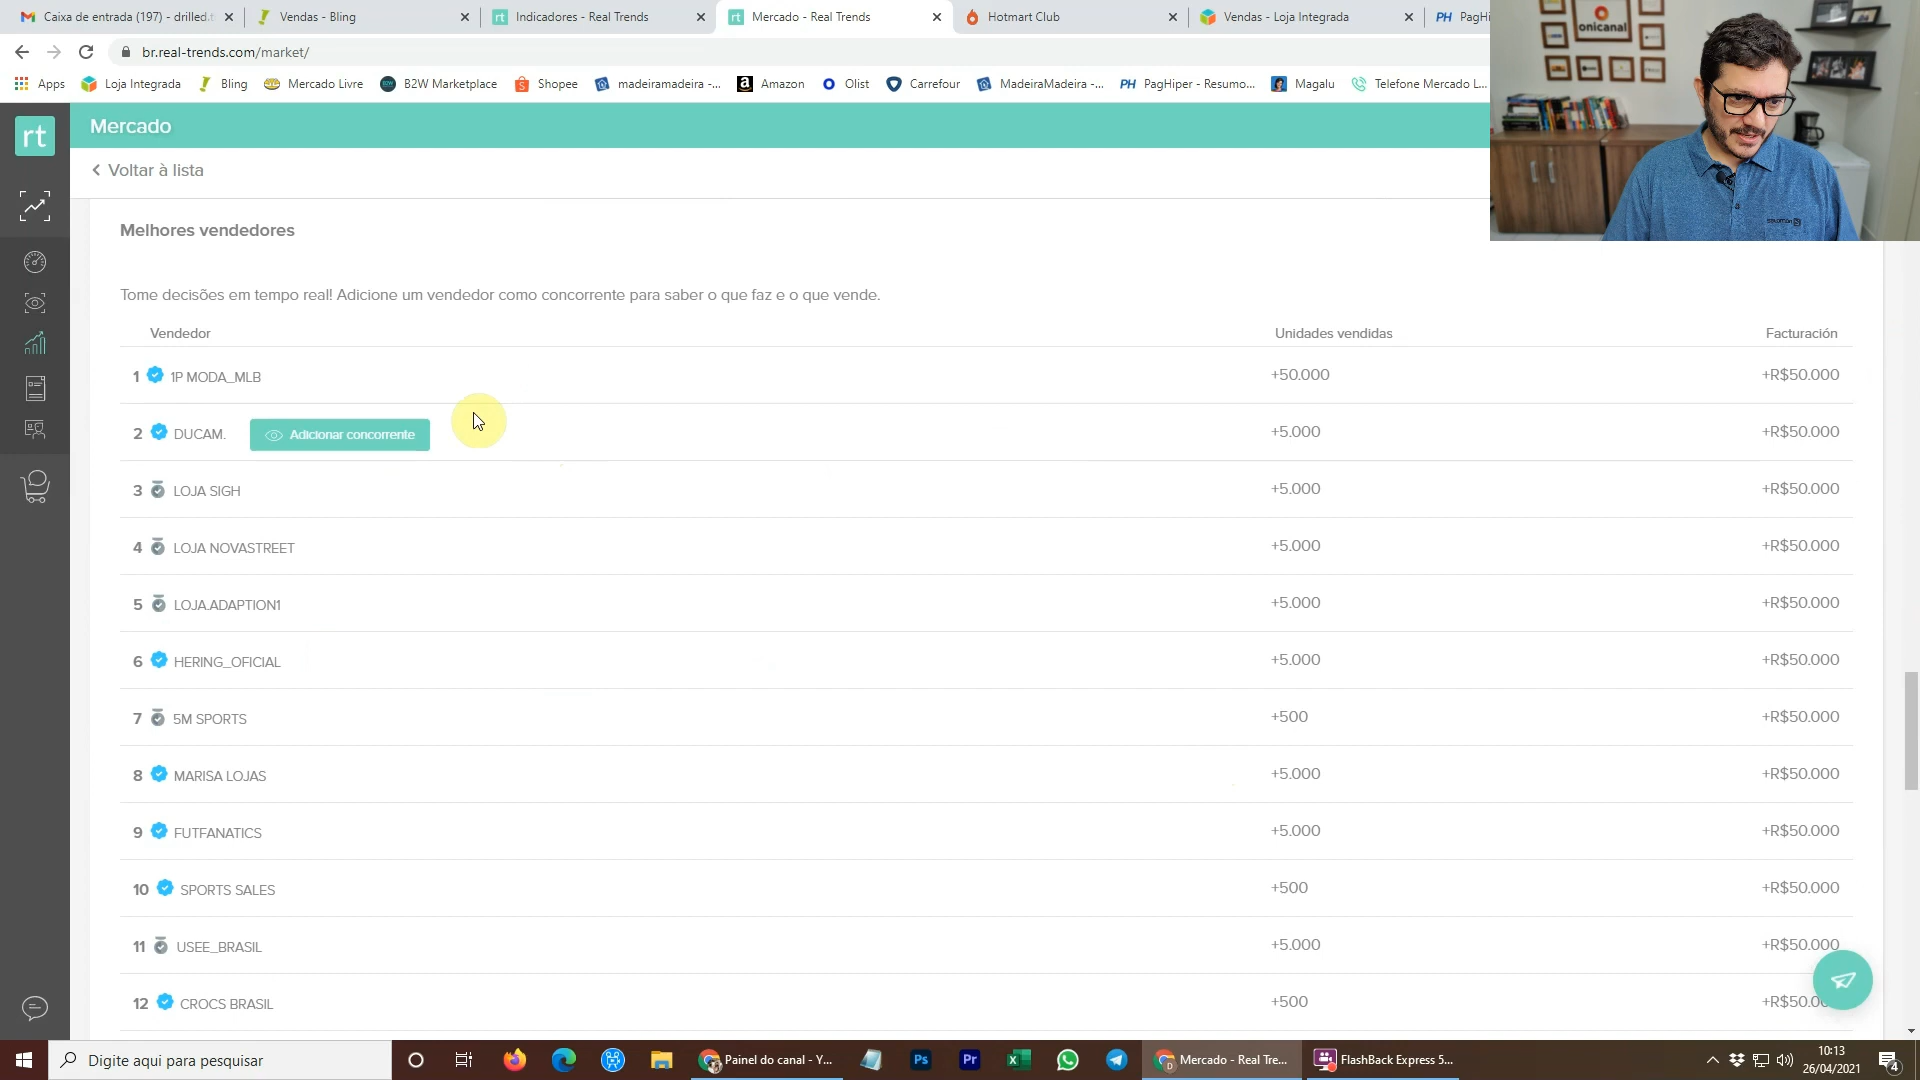 Caixa de entrada (197) - drilled.t
Vendas - Bling
Indicadores - Real Trends
Mercado - Real Trends
Hotmart Club
Vendas - Loja Integrada
PagHi
br.real-trends.com/market/
Apps
Loja Integrada
Bling
Mercado Livre
B2W Marketplace
Shopee
madeiramadeira -...
Amazon
Olist
Carrefour
MadeiraMadeira -...
PagHiper - Resumo...
Magalu
Telefone Mercado L...
onicanal
rt
Mercado
Voltar à lista
Melhores vendedores
Tome decisões em tempo real! Adicione um vendedor como concorrente para saber o que faz e o que vende.
Vendedor Unidades vendidas Facturación
1 1P MODA_MLB +50.000 +R$50.000
2 DUCAM. Adicionar concorrente +5.000 +R$50.000
3 LOJA SIGH +5.000 +R$50.000
4 LOJA NOVASTREET +5.000 +R$50.000
5 LOJA.ADAPTION1 +5.000 +R$50.000
6 HERING_OFICIAL +5.000 +R$50.000
7 5M SPORTS +500 +R$50.000
8 MARISA LOJAS +5.000 +R$50.000
9 FUTFANATICS +5.000 +R$50.000
10 SPORTS SALES +500 +R$50.000
11 USEE_BRASIL +5.000 +R$50.000
12 CROCS BRASIL +500 +R$50.0
Digite aqui para pesquisar
Painel do canal - Y...
Ps
Pr
Mercado - Real Tre...
FlashBack Express 5...
10:13
26/04/2021
4